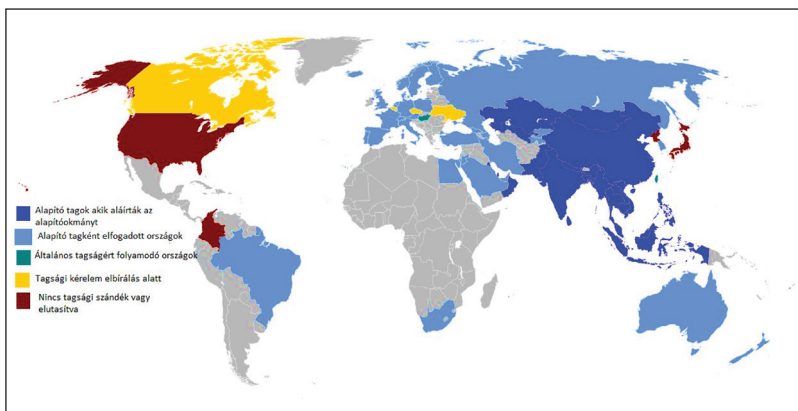 Alapító tagok akik aláírták az
alapítóokmányt
Alapító tagként elfogadott országok
Általános tagságért folyamodó országok
Tagsági kérelem elbírálás alatt
Nincs tagsági szándék vagy
elutasítva